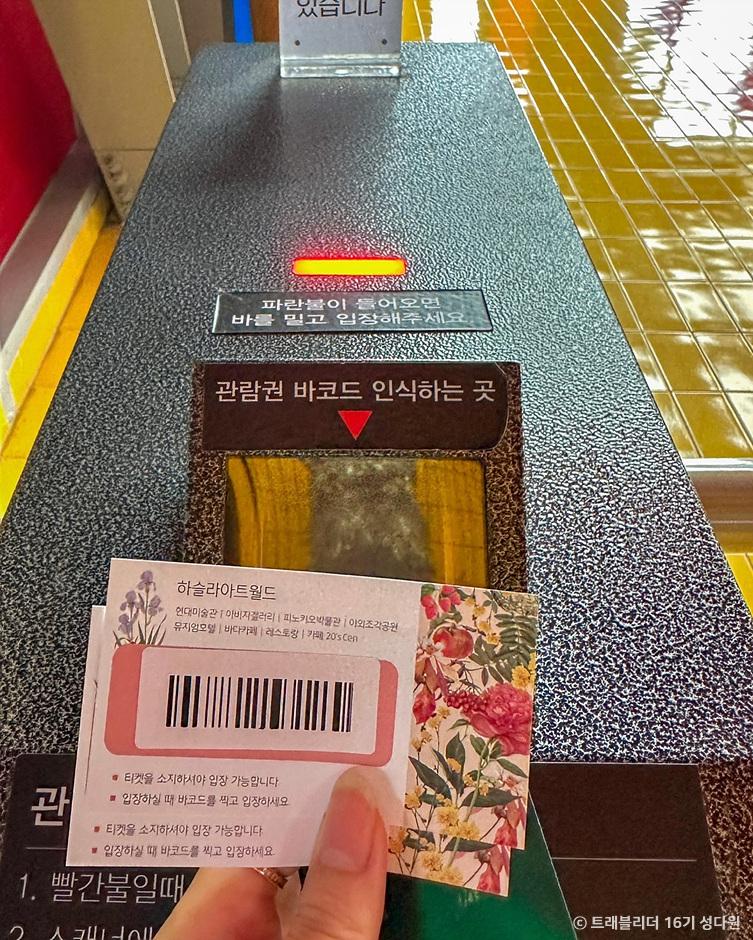 있습니다
파란불이 들어오면
바를 밀고 입장해주세요.
관람권 바코드 인식하는 곳
하슬라아트월드
현대미술관 | 아비지갤러리 | 피노키오박물관 | 야외조각공원
뮤지엄호텔 | 바다카페 | 레스토랑 | 카페 20's Cen
티켓을 소지하셔야 입장 가능합니다.
입장하실 때 바코드를 찍고 입장하세요.
티켓을 소지하셔야 입장 가능합니다.
입장하실 때 바코드를 찍고 입장하세요.
관
1. 빨간불일때
2. 스캐너에
© 트래블리더 16기 성다원